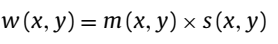 w(x, y) = m(x, y) × s(x, y)